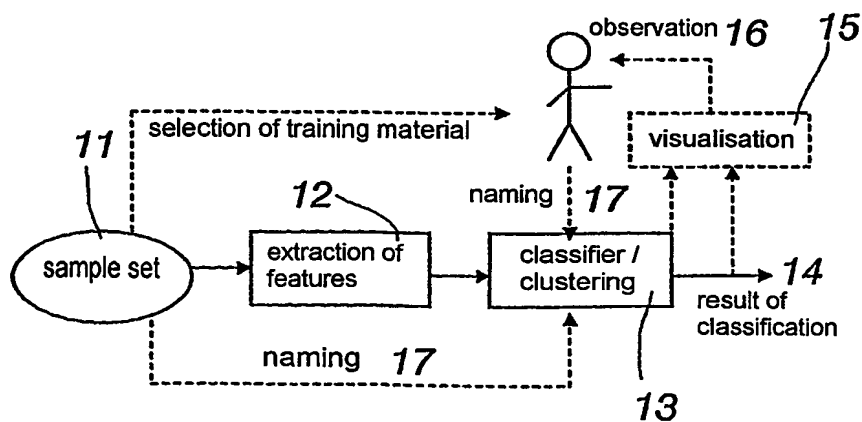 observation 16
15
11
selection of training material
visualisation
12
naming 17
sample set
extraction of
features
classifier /
clustering
14
result of
classification
naming 17
13